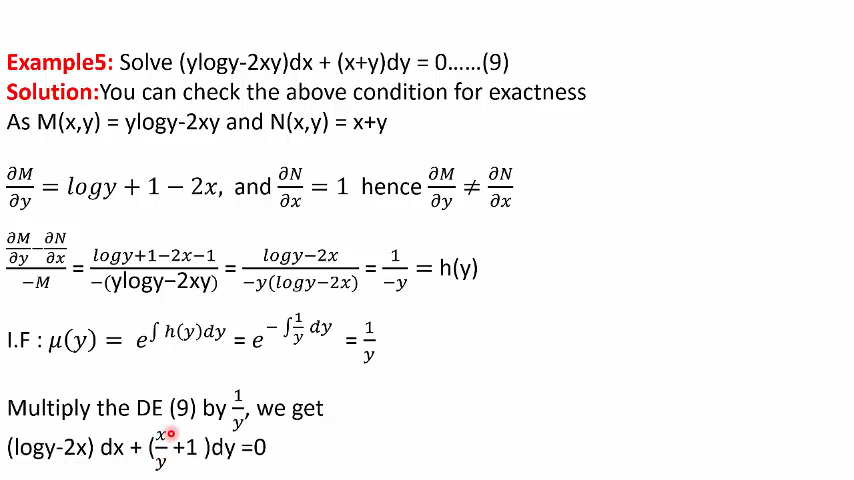 Example5: Solve (ylogy-2xy)dx + (x+y)dy = 0……(9)
Solution:You can check the above condition for exactness
As M(x,y) = ylogy-2xy and N(x,y) = x+y
∂M/∂y = logy + 1 − 2x, and ∂N/∂x = 1 hence ∂M/∂y ≠ ∂N/∂x
(∂M/∂y − ∂N/∂x)/(−M) = (logy+1−2x−1)/(−(ylogy−2xy)) = (logy−2x)/(−y(logy−2x)) = 1/(−y) = h(y)
I.F : μ(y) = e^(∫ h(y)dy) = e^(− ∫ 1/y dy) = 1/y
Multiply the DE (9) by 1/y, we get
(logy-2x) dx + (x/y +1 )dy =0